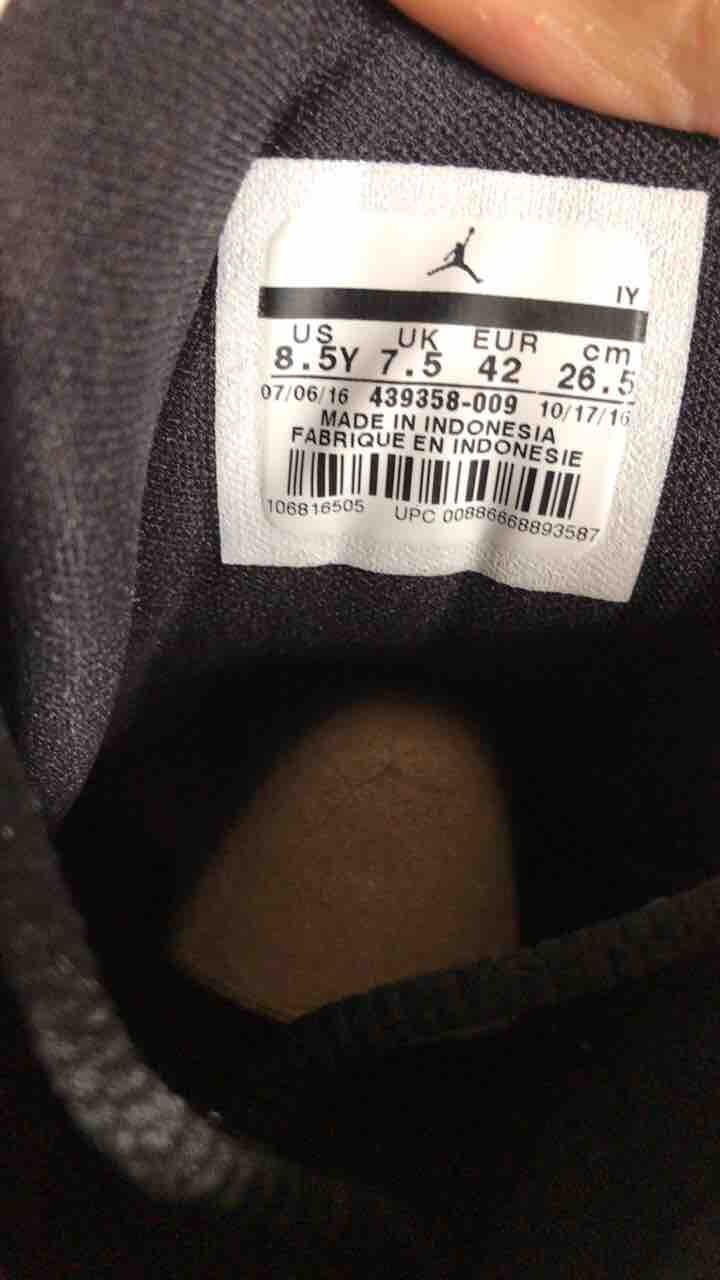 IY
US UK EUR cm
8.5Y 7.5 42 26.5
07/06/16 439358-009 10/17/16
MADE IN INDONESIA
FABRIQUE EN INDONESIE
106816505 UPC 00886668893587